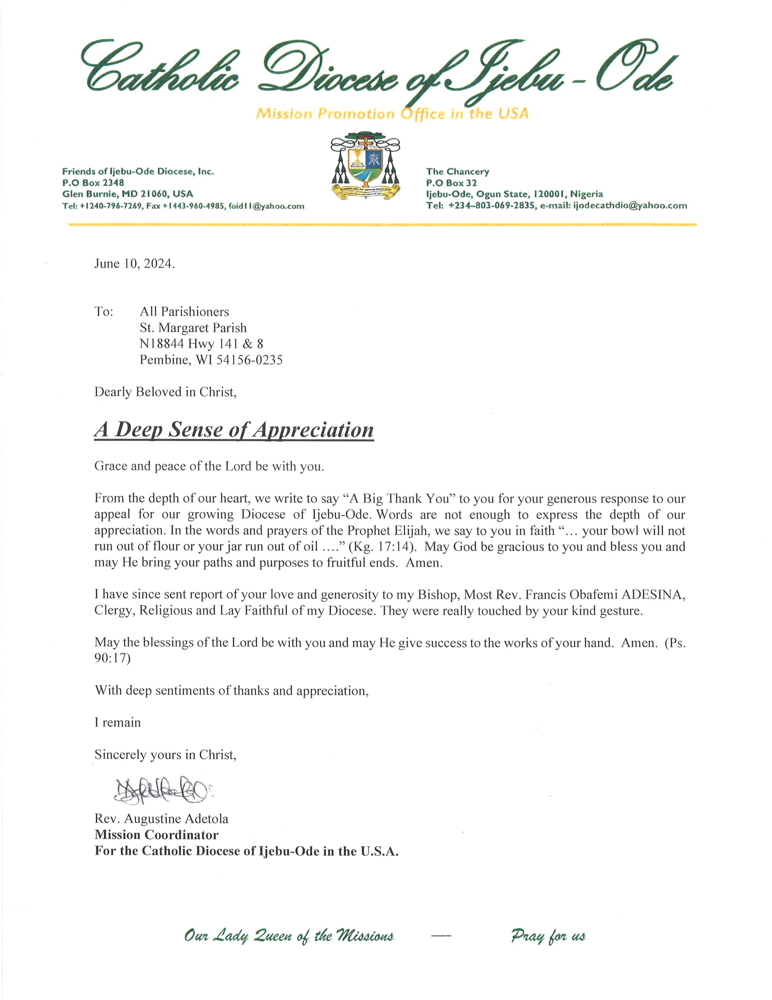 Catholic Diocese of Ijebu - Ode
Mission Promotion Office in the USA
Friends of Ijebu-Ode Diocese, Inc.
P.O Box 2348
Glen Burnie, MD 21060, USA
Tel: +1240-796-7269, Fax +1443-960-4985, foid11@yahoo.com
The Chancery
P.O Box 32
Ijebu-Ode, Ogun State, 120001, Nigeria
Tel: +234–803-069-2835, e-mail: ijodecathdio@yahoo.com
June 10, 2024.
To: All Parishioners
St. Margaret Parish
N18844 Hwy 141 & 8
Pembine, WI 54156-0235
Dearly Beloved in Christ,
A Deep Sense of Appreciation
Grace and peace of the Lord be with you.
From the depth of our heart, we write to say “A Big Thank You” to you for your generous response to our
appeal for our growing Diocese of Ijebu-Ode. Words are not enough to express the depth of our
appreciation. In the words and prayers of the Prophet Elijah, we say to you in faith “… your bowl will not
run out of flour or your jar run out of oil ….” (Kg. 17:14). May God be gracious to you and bless you and
may He bring your paths and purposes to fruitful ends. Amen.
I have since sent report of your love and generosity to my Bishop, Most Rev. Francis Obafemi ADESINA,
Clergy, Religious and Lay Faithful of my Diocese. They were really touched by your kind gesture.
May the blessings of the Lord be with you and may He give success to the works of your hand. Amen. (Ps.
90:17)
With deep sentiments of thanks and appreciation,
I remain
Sincerely yours in Christ,
Rev. Augustine Adetola
Mission Coordinator
For the Catholic Diocese of Ijebu-Ode in the U.S.A.
Our Lady Queen of the Missions — Pray for us